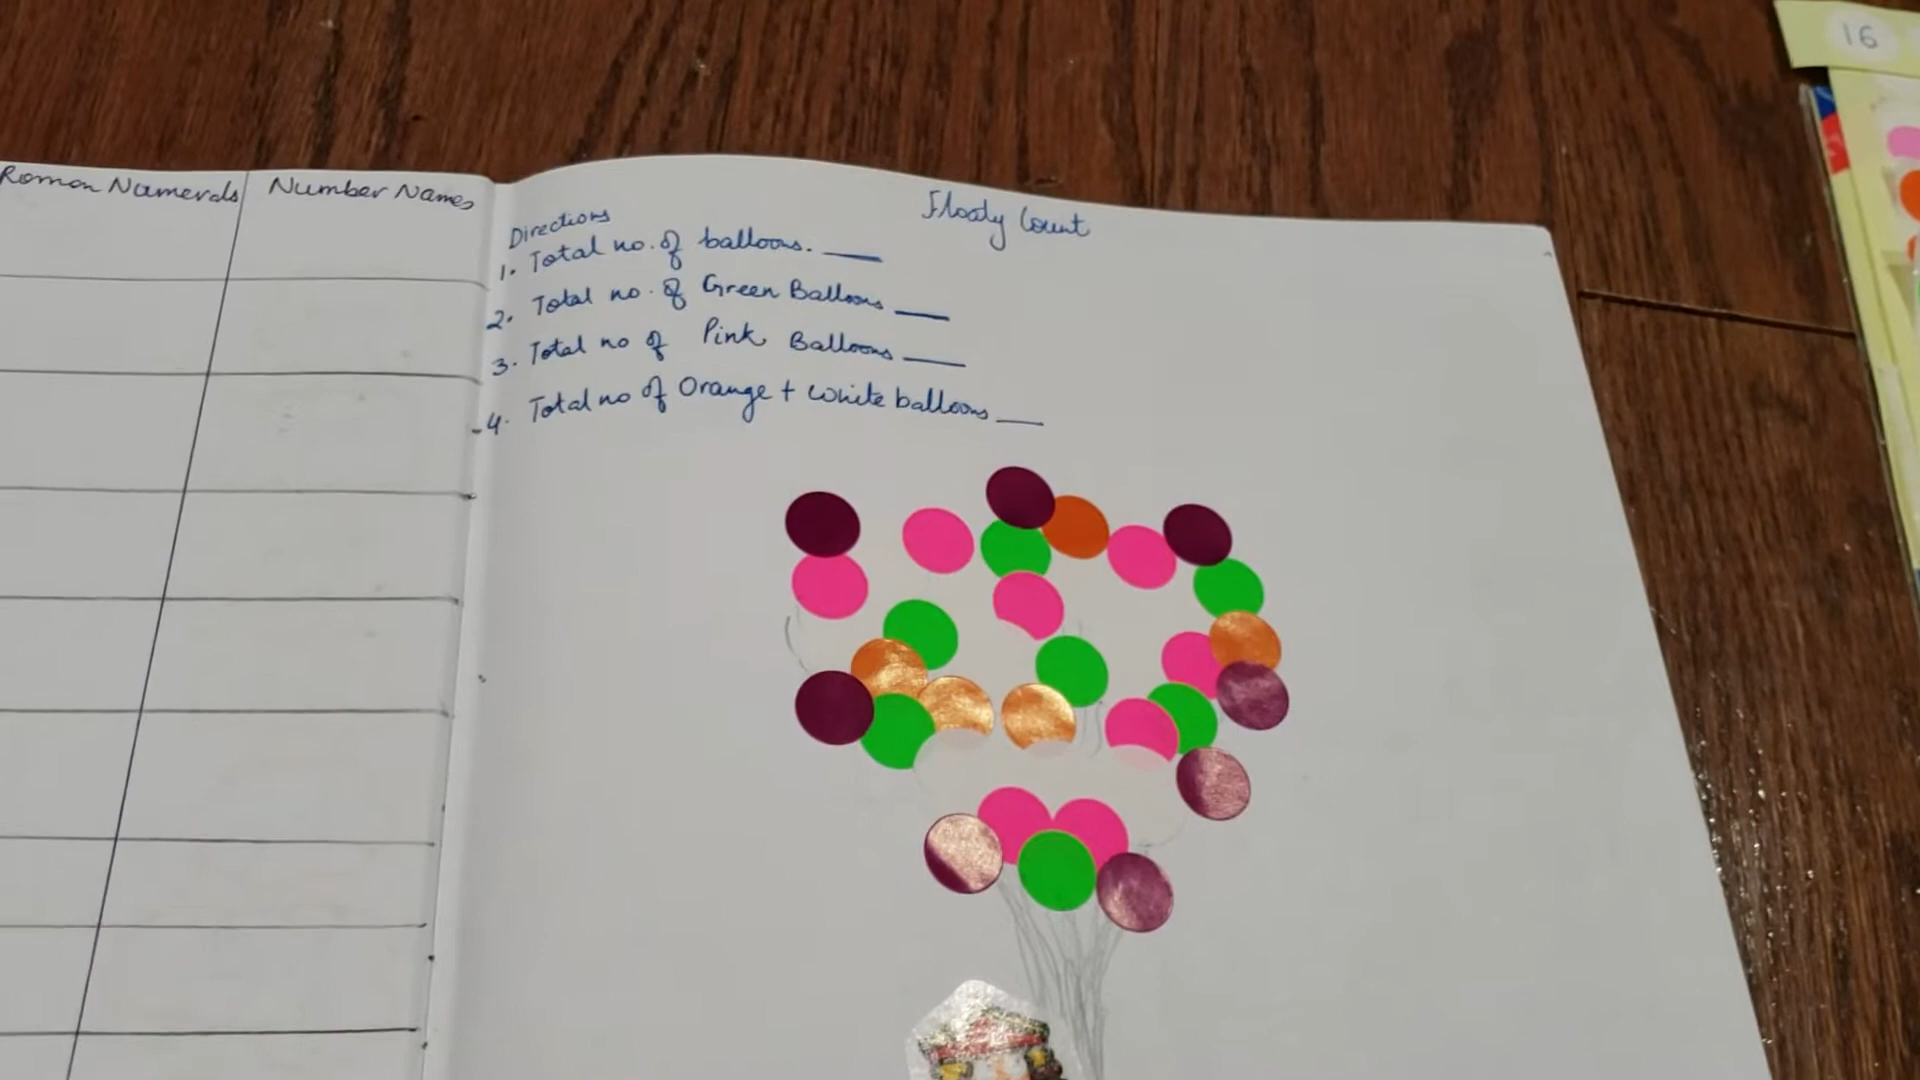 Roman Numerals
Number Names
Floaty Count
Directions
1. Total no. of balloons. ___
2. Total no. of Green Balloons ___
3. Total no of Pink Balloons ___
4. Total no of Orange + White balloons ___
16